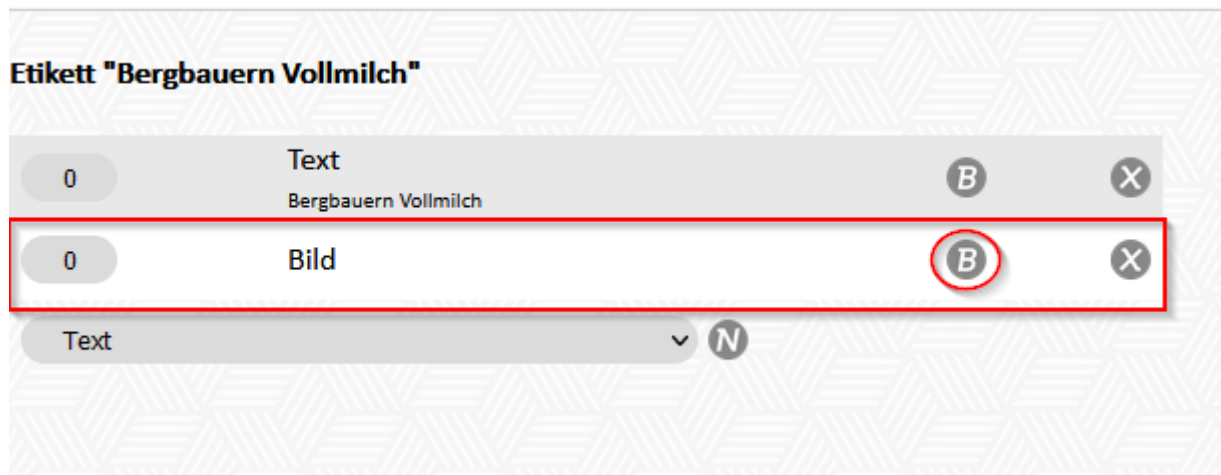 Etikett "Bergbauern Vollmilch"
0 Text B X
Bergbauern Vollmilch
0 Bild B X
Text N